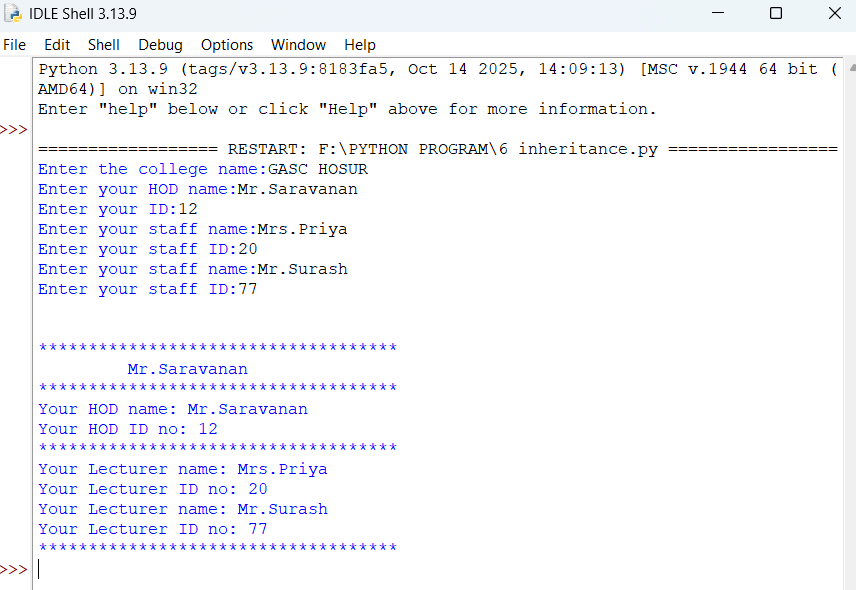 IDLE Shell 3.13.9
File Edit Shell Debug Options Window Help
Python 3.13.9 (tags/v3.13.9:8183fa5, Oct 14 2025, 14:09:13) [MSC v.1944 64 bit (
AMD64)] on win32
Enter "help" below or click "Help" above for more information.
>>>
================== RESTART: F:\PYTHON PROGRAM\6 inheritance.py =================
Enter the college name:GASC HOSUR
Enter your HOD name:Mr.Saravanan
Enter your ID:12
Enter your staff name:Mrs.Priya
Enter your staff ID:20
Enter your staff name:Mr.Surash
Enter your staff ID:77
************************************
Mr.Saravanan
************************************
Your HOD name: Mr.Saravanan
Your HOD ID no: 12
************************************
Your Lecturer name: Mrs.Priya
Your Lecturer ID no: 20
Your Lecturer name: Mr.Surash
Your Lecturer ID no: 77
************************************
>>>